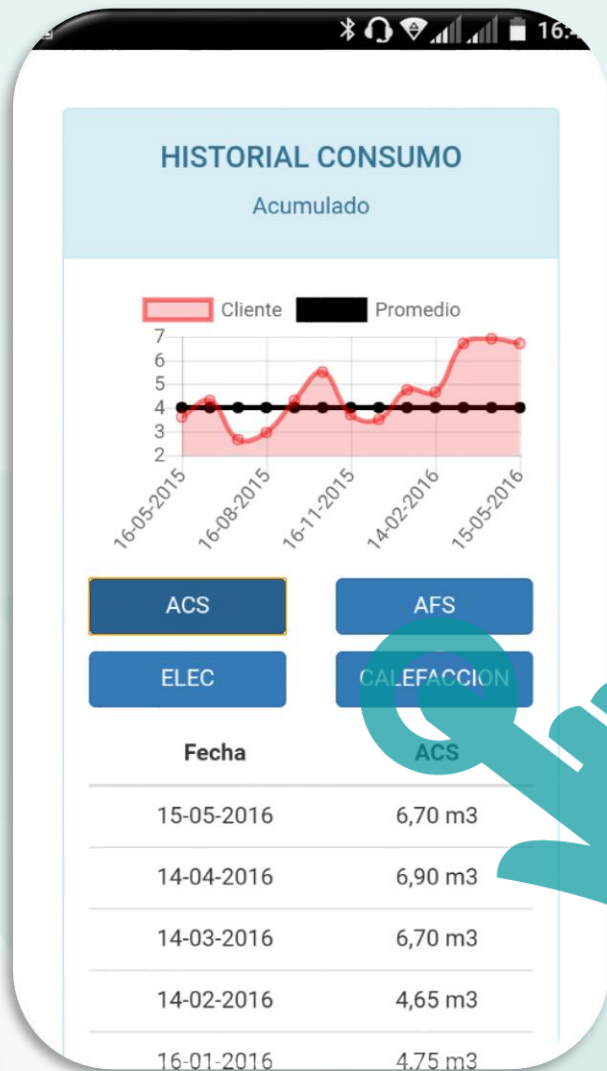 16:4
HISTORIAL CONSUMO
Acumulado
Cliente Promedio
7
6
5
4
3
2
16-05-2015 16-08-2015 16-11-2015 14-02-2016 15-05-2016
ACS AFS
ELEC CALEFACCION
Fecha ACS
15-05-2016 6,70 m3
14-04-2016 6,90 m3
14-03-2016 6,70 m3
14-02-2016 4,65 m3
16-01-2016 4,75 m3